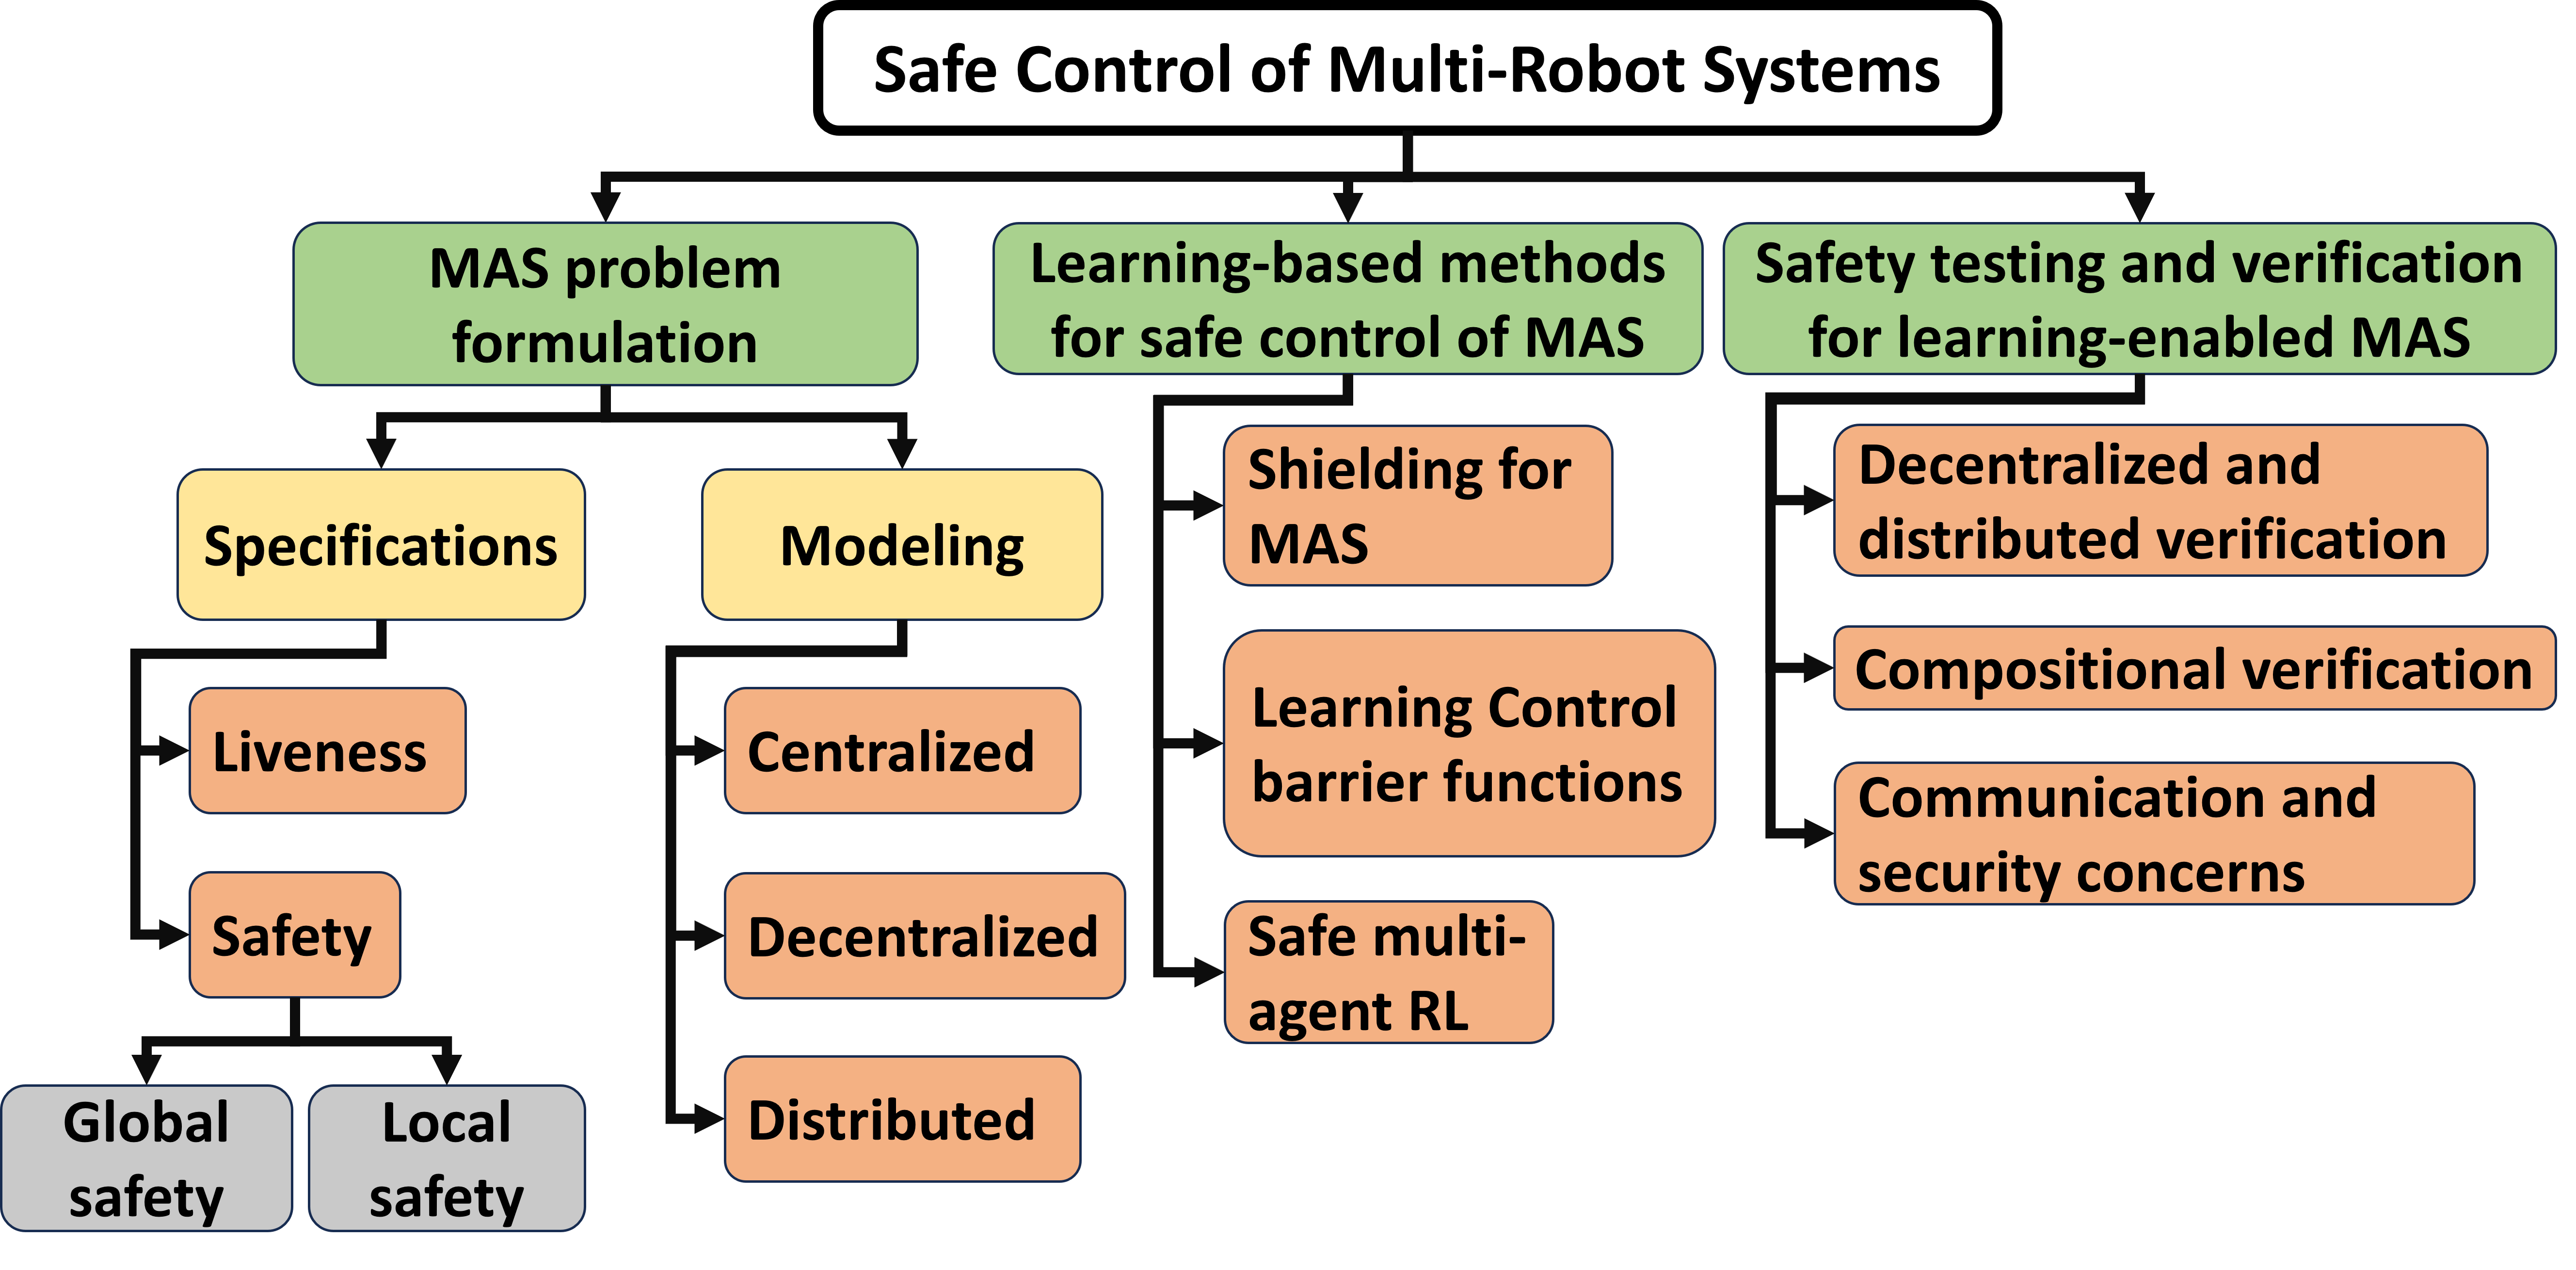 Safe Control of Multi-Robot Systems
MAS problem
formulation
Learning-based methods
for safe control of MAS
Safety testing and verification
for learning-enabled MAS
Specifications
Modeling
Liveness
Safety
Global
safety
Local
safety
Centralized
Decentralized
Distributed
Shielding for
MAS
Learning Control
barrier functions
Safe multi-
agent RL
Decentralized and
distributed verification
Compositional verification
Communication and
security concerns